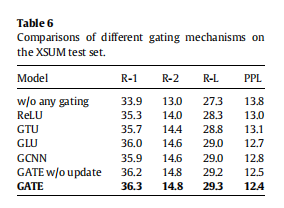 Table 6
Comparisons of different gating mechanisms on
the XSUM test set.
Model R-1 R-2 R-L PPL
w/o any gating 33.9 13.0 27.3 13.8
ReLU 35.3 14.0 28.3 13.0
GTU 35.7 14.4 28.8 13.1
GLU 36.0 14.6 29.0 12.7
GCNN 35.9 14.6 29.0 12.8
GATE w/o update 36.2 14.8 29.2 12.5
GATE 36.3 14.8 29.3 12.4